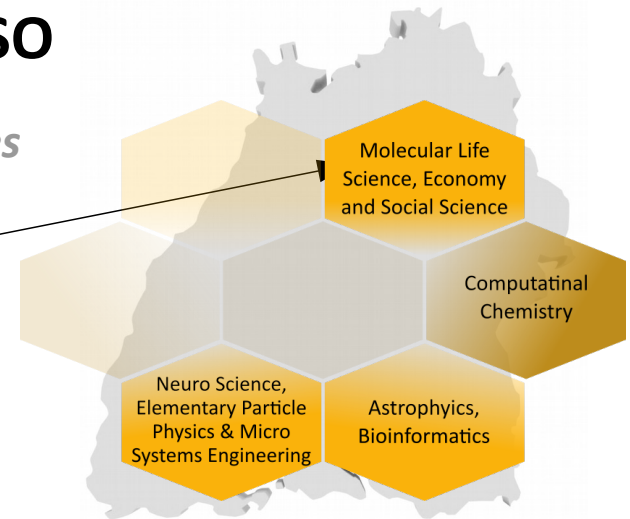 SO
s
Molecular Life
Science, Economy
and Social Science
Computatinal
Chemistry
Neuro Science,
Elementary Particle
Physics & Micro
Systems Engineering
Astrophyics,
Bioinformatics